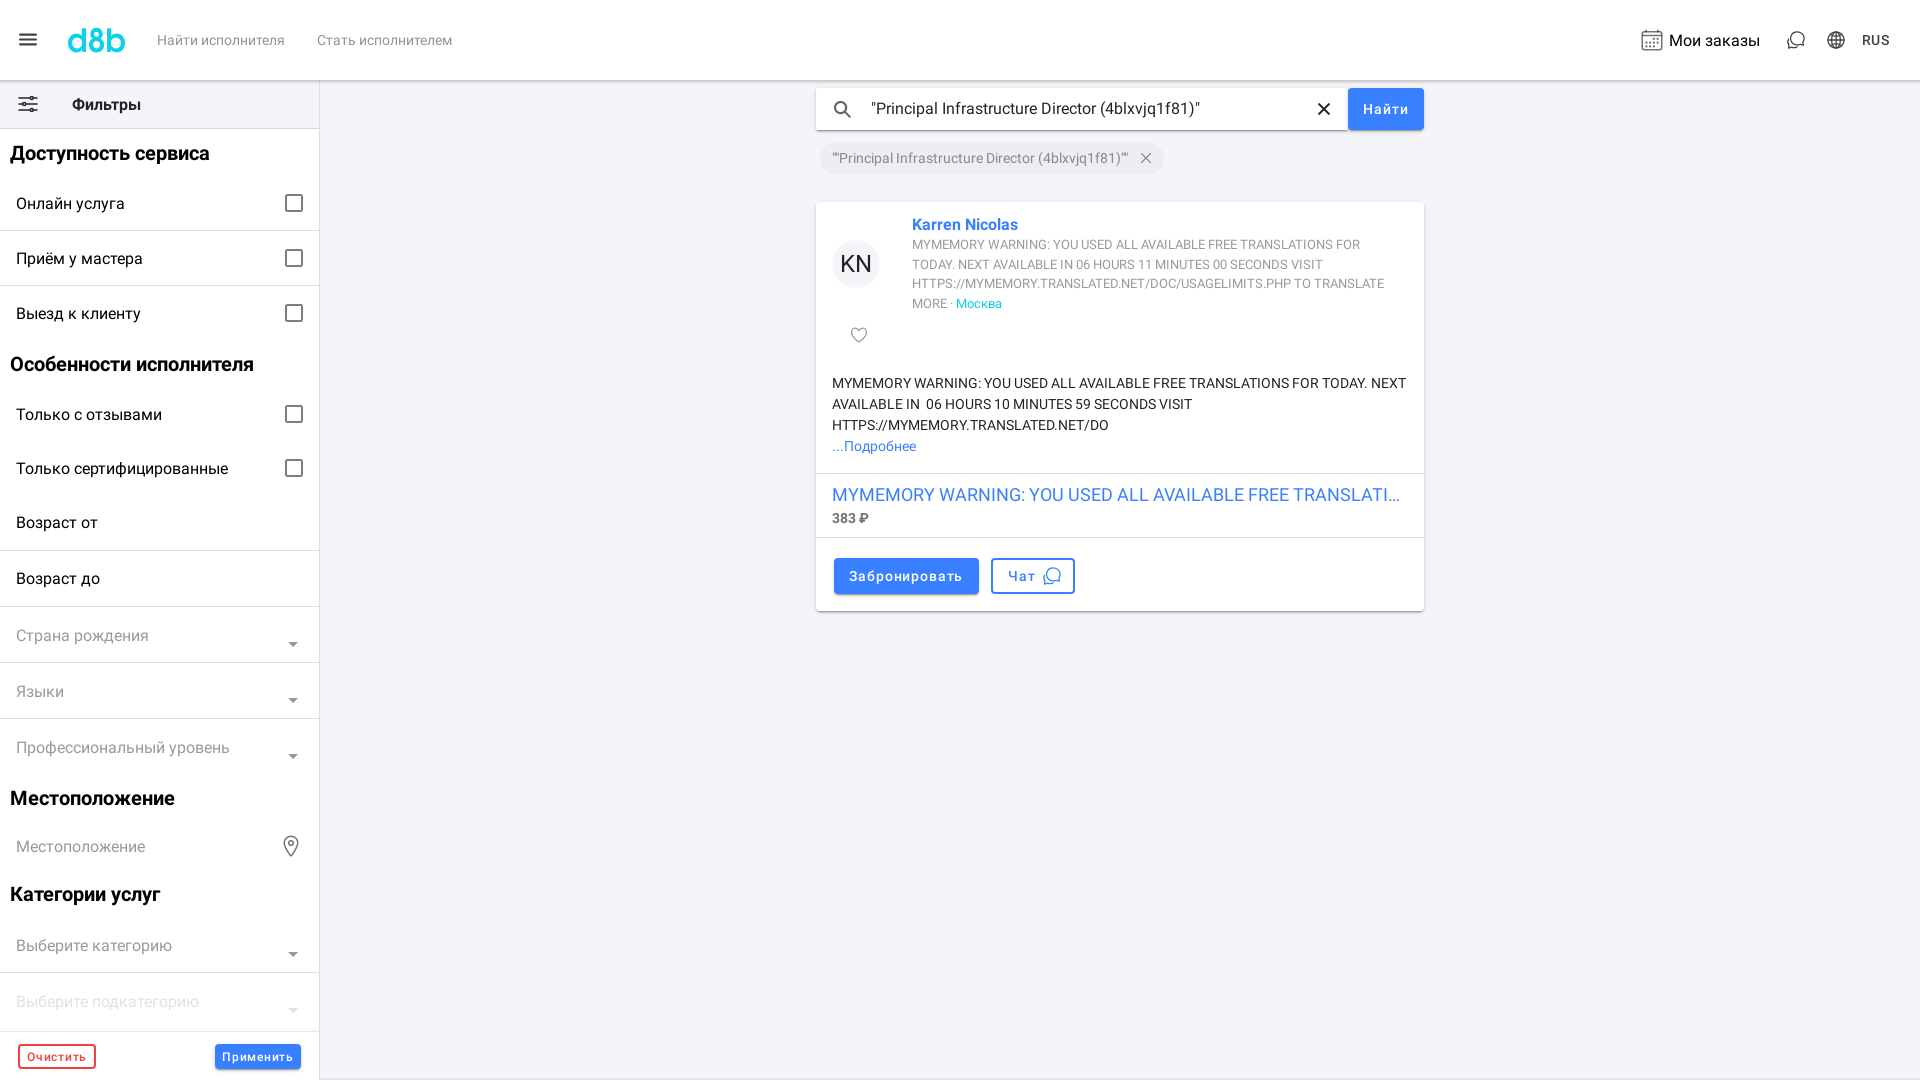 d8b
Найти исполнителя
Стать исполнителем
Мои заказы
RUS
Фильтры
Доступность сервиса
Онлайн услуга
Приём у мастера
Выезд к клиенту
Особенности исполнителя
Только с отзывами
Только сертифицированные
Возраст от
Возраст до
Страна рождения
Языки
Профессиональный уровень
Местоположение
Местоположение
Категории услуг
Выберите категорию
Выберите подкатегорию
Очистить
Применить
"Principal Infrastructure Director (4blxvjq1f81)"
Найти
""Principal Infrastructure Director (4blxvjq1f81)""
KN
Karren Nicolas
MYMEMORY WARNING: YOU USED ALL AVAILABLE FREE TRANSLATIONS FOR
TODAY. NEXT AVAILABLE IN 06 HOURS 11 MINUTES 00 SECONDS VISIT
HTTPS://MYMEMORY.TRANSLATED.NET/DOC/USAGELIMITS.PHP TO TRANSLATE
MORE · Москва
MYMEMORY WARNING: YOU USED ALL AVAILABLE FREE TRANSLATIONS FOR TODAY. NEXT
AVAILABLE IN  06 HOURS 10 MINUTES 59 SECONDS VISIT
HTTPS://MYMEMORY.TRANSLATED.NET/DO
...Подробнее
MYMEMORY WARNING: YOU USED ALL AVAILABLE FREE TRANSLATI...
383 ₽
Забронировать
Чат